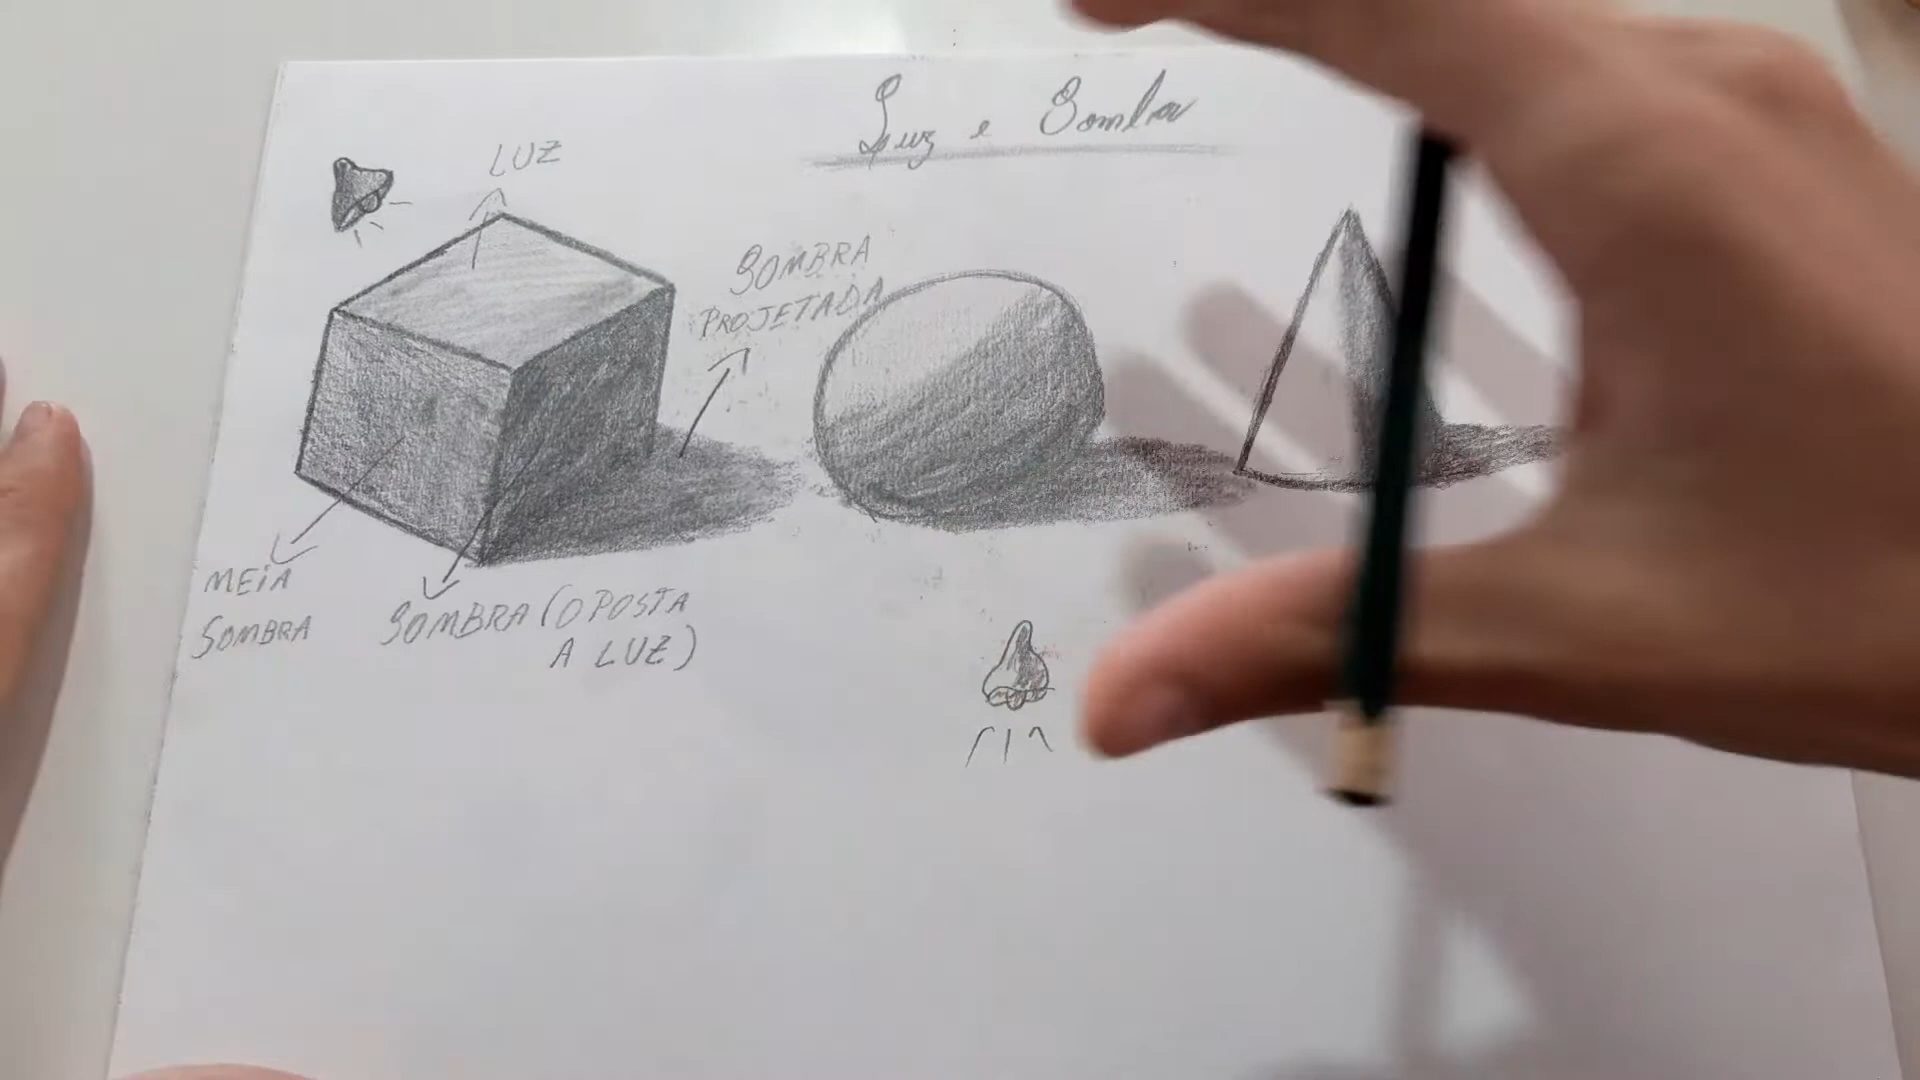 Luz e Sombra
LUZ
SOMBRA
PROJETADA
MEiA
SOMBRA
SOMBRA (OPOSTA
A LUZ)